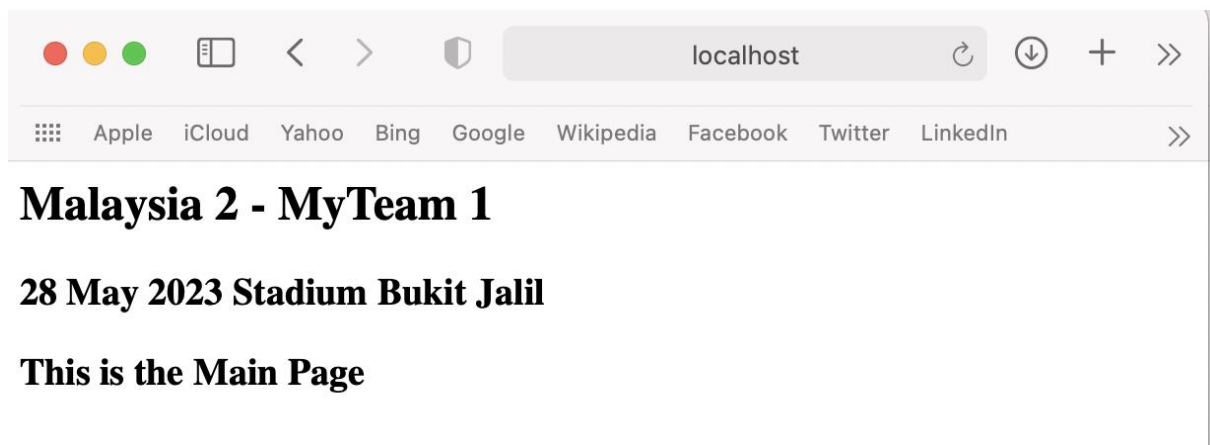 localhost
Apple iCloud Yahoo Bing Google Wikipedia Facebook Twitter LinkedIn
Malaysia 2 - MyTeam 1
28 May 2023 Stadium Bukit Jalil
This is the Main Page